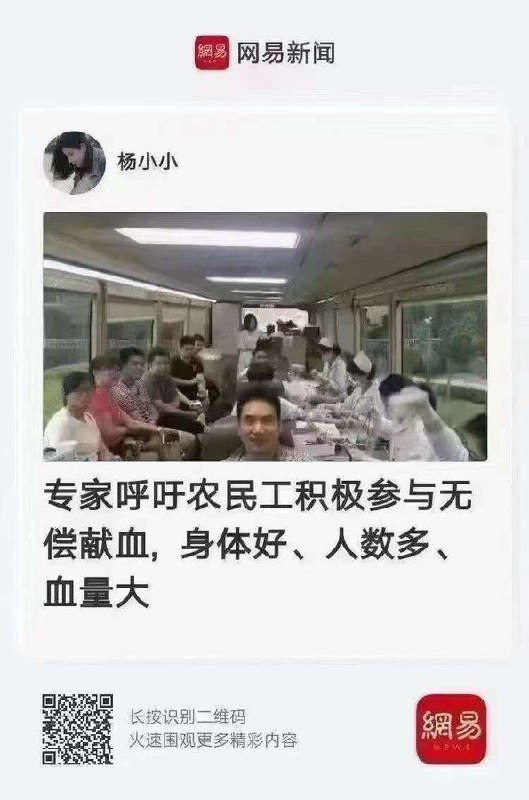 網易 网易新闻
杨小小
专家呼吁农民工积极参与无
偿献血，身体好、人数多、
血量大
长按识别二维码
火速围观更多精彩内容
網易
NEWS